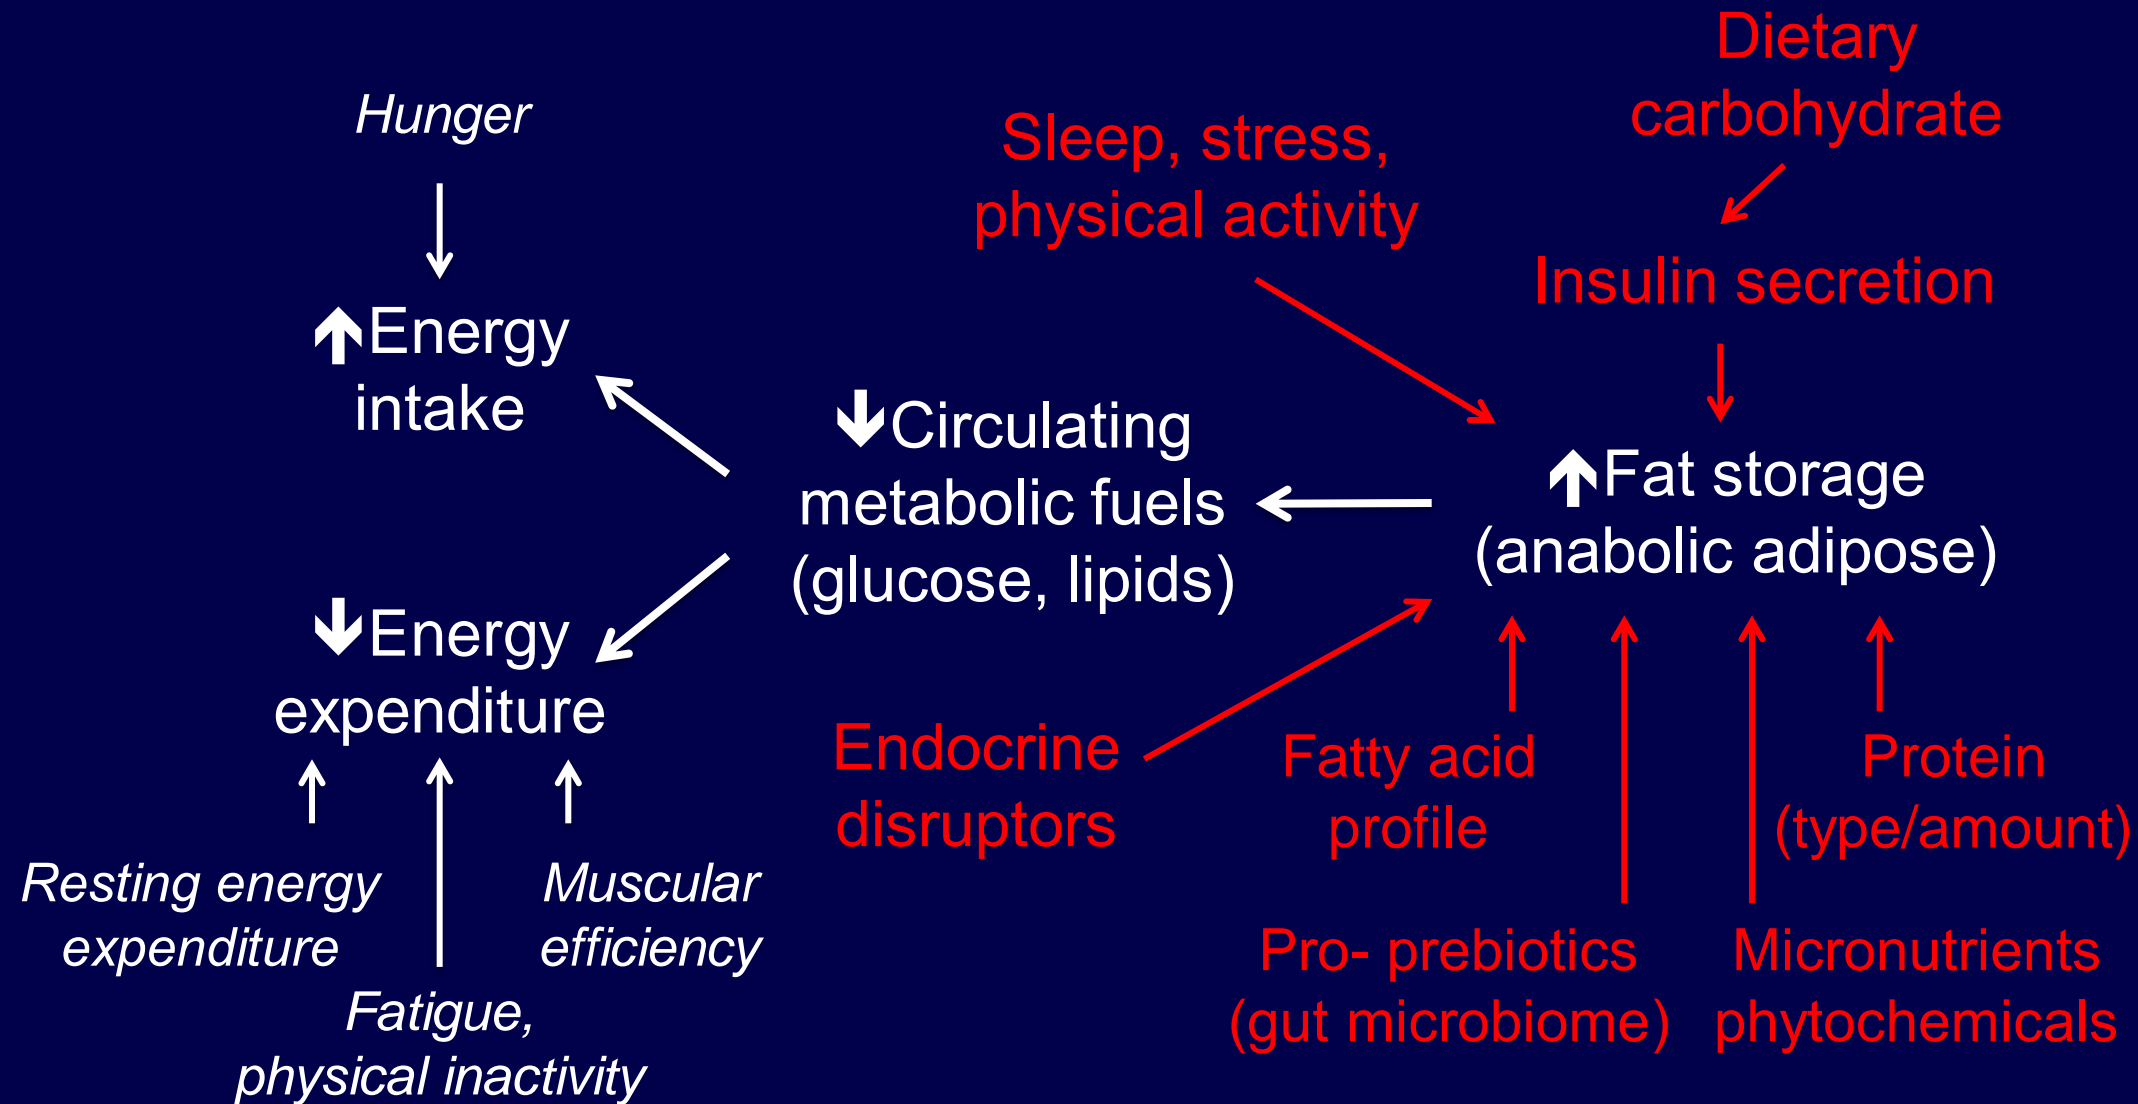 Hunger
🡹Energy
intake
🡻Energy
expenditure
Resting energy
expenditure
Muscular
efficiency
Fatigue,
physical inactivity
🡻Circulating
metabolic fuels
(glucose, lipids)
Sleep, stress,
physical activity
Dietary
carbohydrate
Insulin secretion
🡹Fat storage
(anabolic adipose)
Endocrine
disruptors
Fatty acid
profile
Protein
(type/amount)
Pro- prebiotics
(gut microbiome)
Micronutrients
phytochemicals